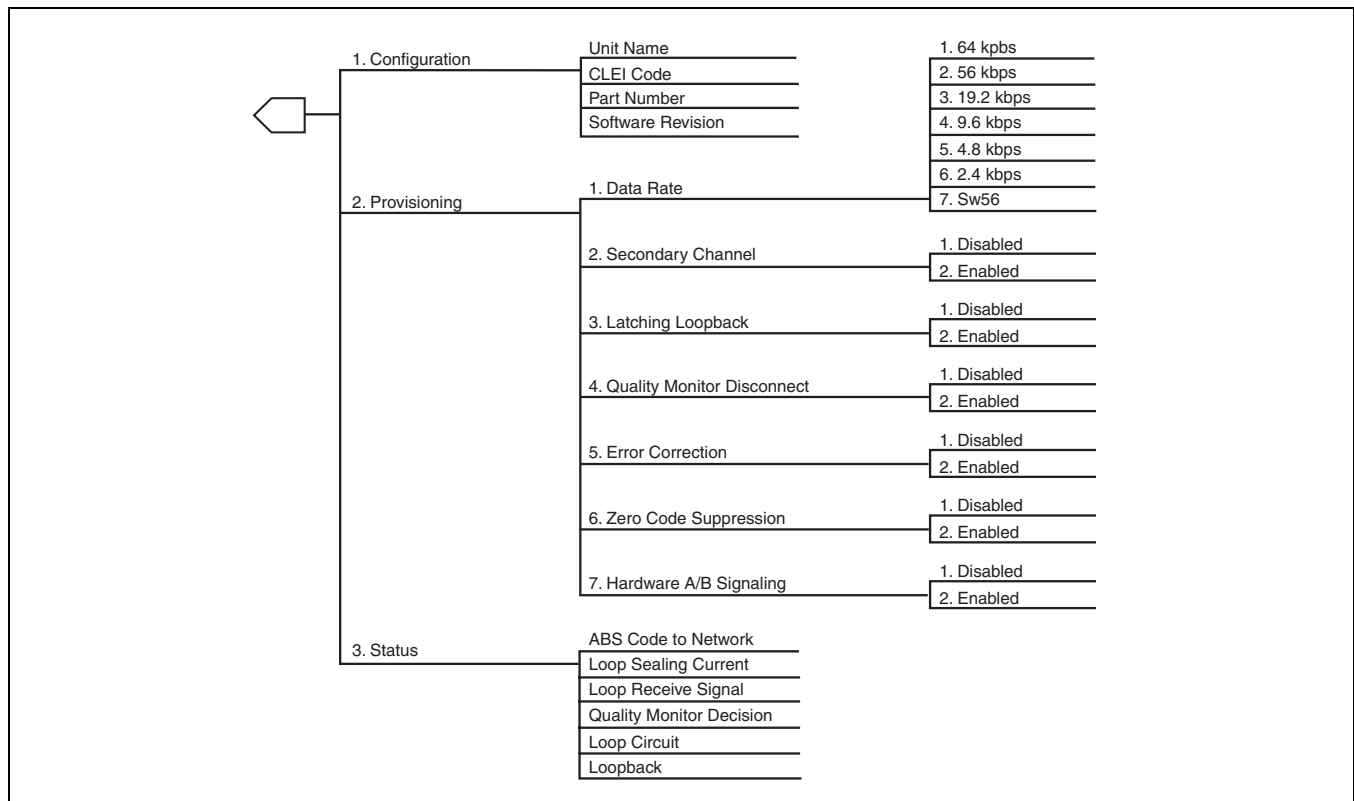 1. Configuration
Unit Name
CLEI Code
Part Number
Software Revision
2. Provisioning
1. Data Rate
1. 64 kpbs
2. 56 kbps
3. 19.2 kbps
4. 9.6 kbps
5. 4.8 kbps
6. 2.4 kbps
7. Sw56
2. Secondary Channel
1. Disabled
2. Enabled
3. Latching Loopback
1. Disabled
2. Enabled
4. Quality Monitor Disconnect
1. Disabled
2. Enabled
5. Error Correction
1. Disabled
2. Enabled
6. Zero Code Suppression
1. Disabled
2. Enabled
7. Hardware A/B Signaling
1. Disabled
2. Enabled
3. Status
ABS Code to Network
Loop Sealing Current
Loop Receive Signal
Quality Monitor Decision
Loop Circuit
Loopback